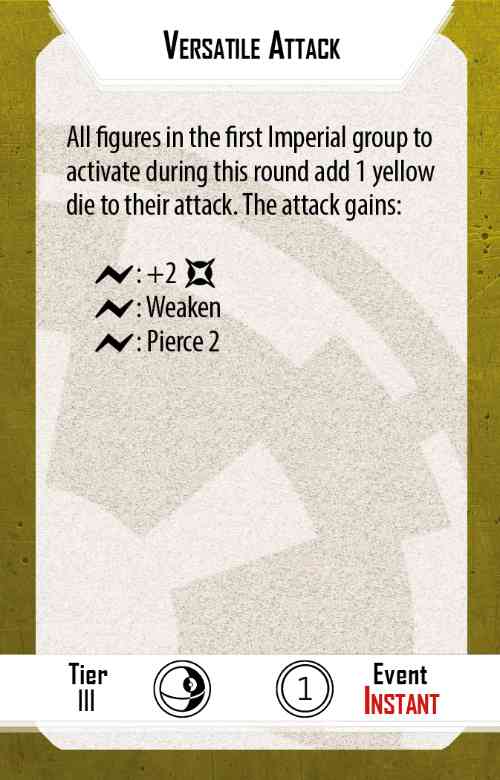 Versatile Attack
All figures in the first Imperial group to
activate during this round add 1 yellow
die to their attack. The attack gains:
: +2
: Weaken
: Pierce 2
Tier
III
1
Event
Instant